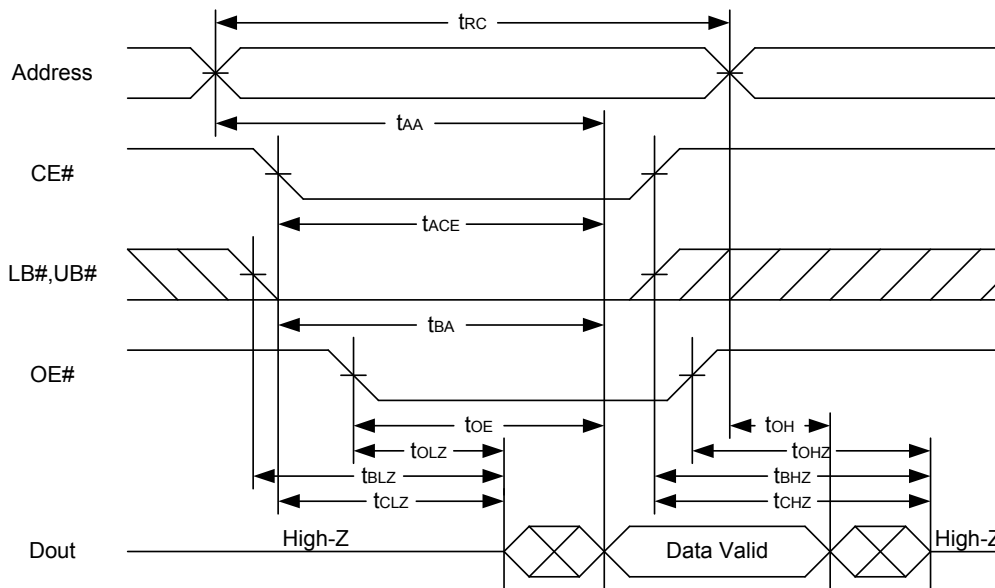 tRC
Address
tAA
CE#
tACE
LB#,UB#
tBA
OE#
tOE
tOH
tOLZ
tOHZ
tBLZ
tBHZ
tCLZ
tCHZ
High-Z
High-Z
Dout
Data Valid